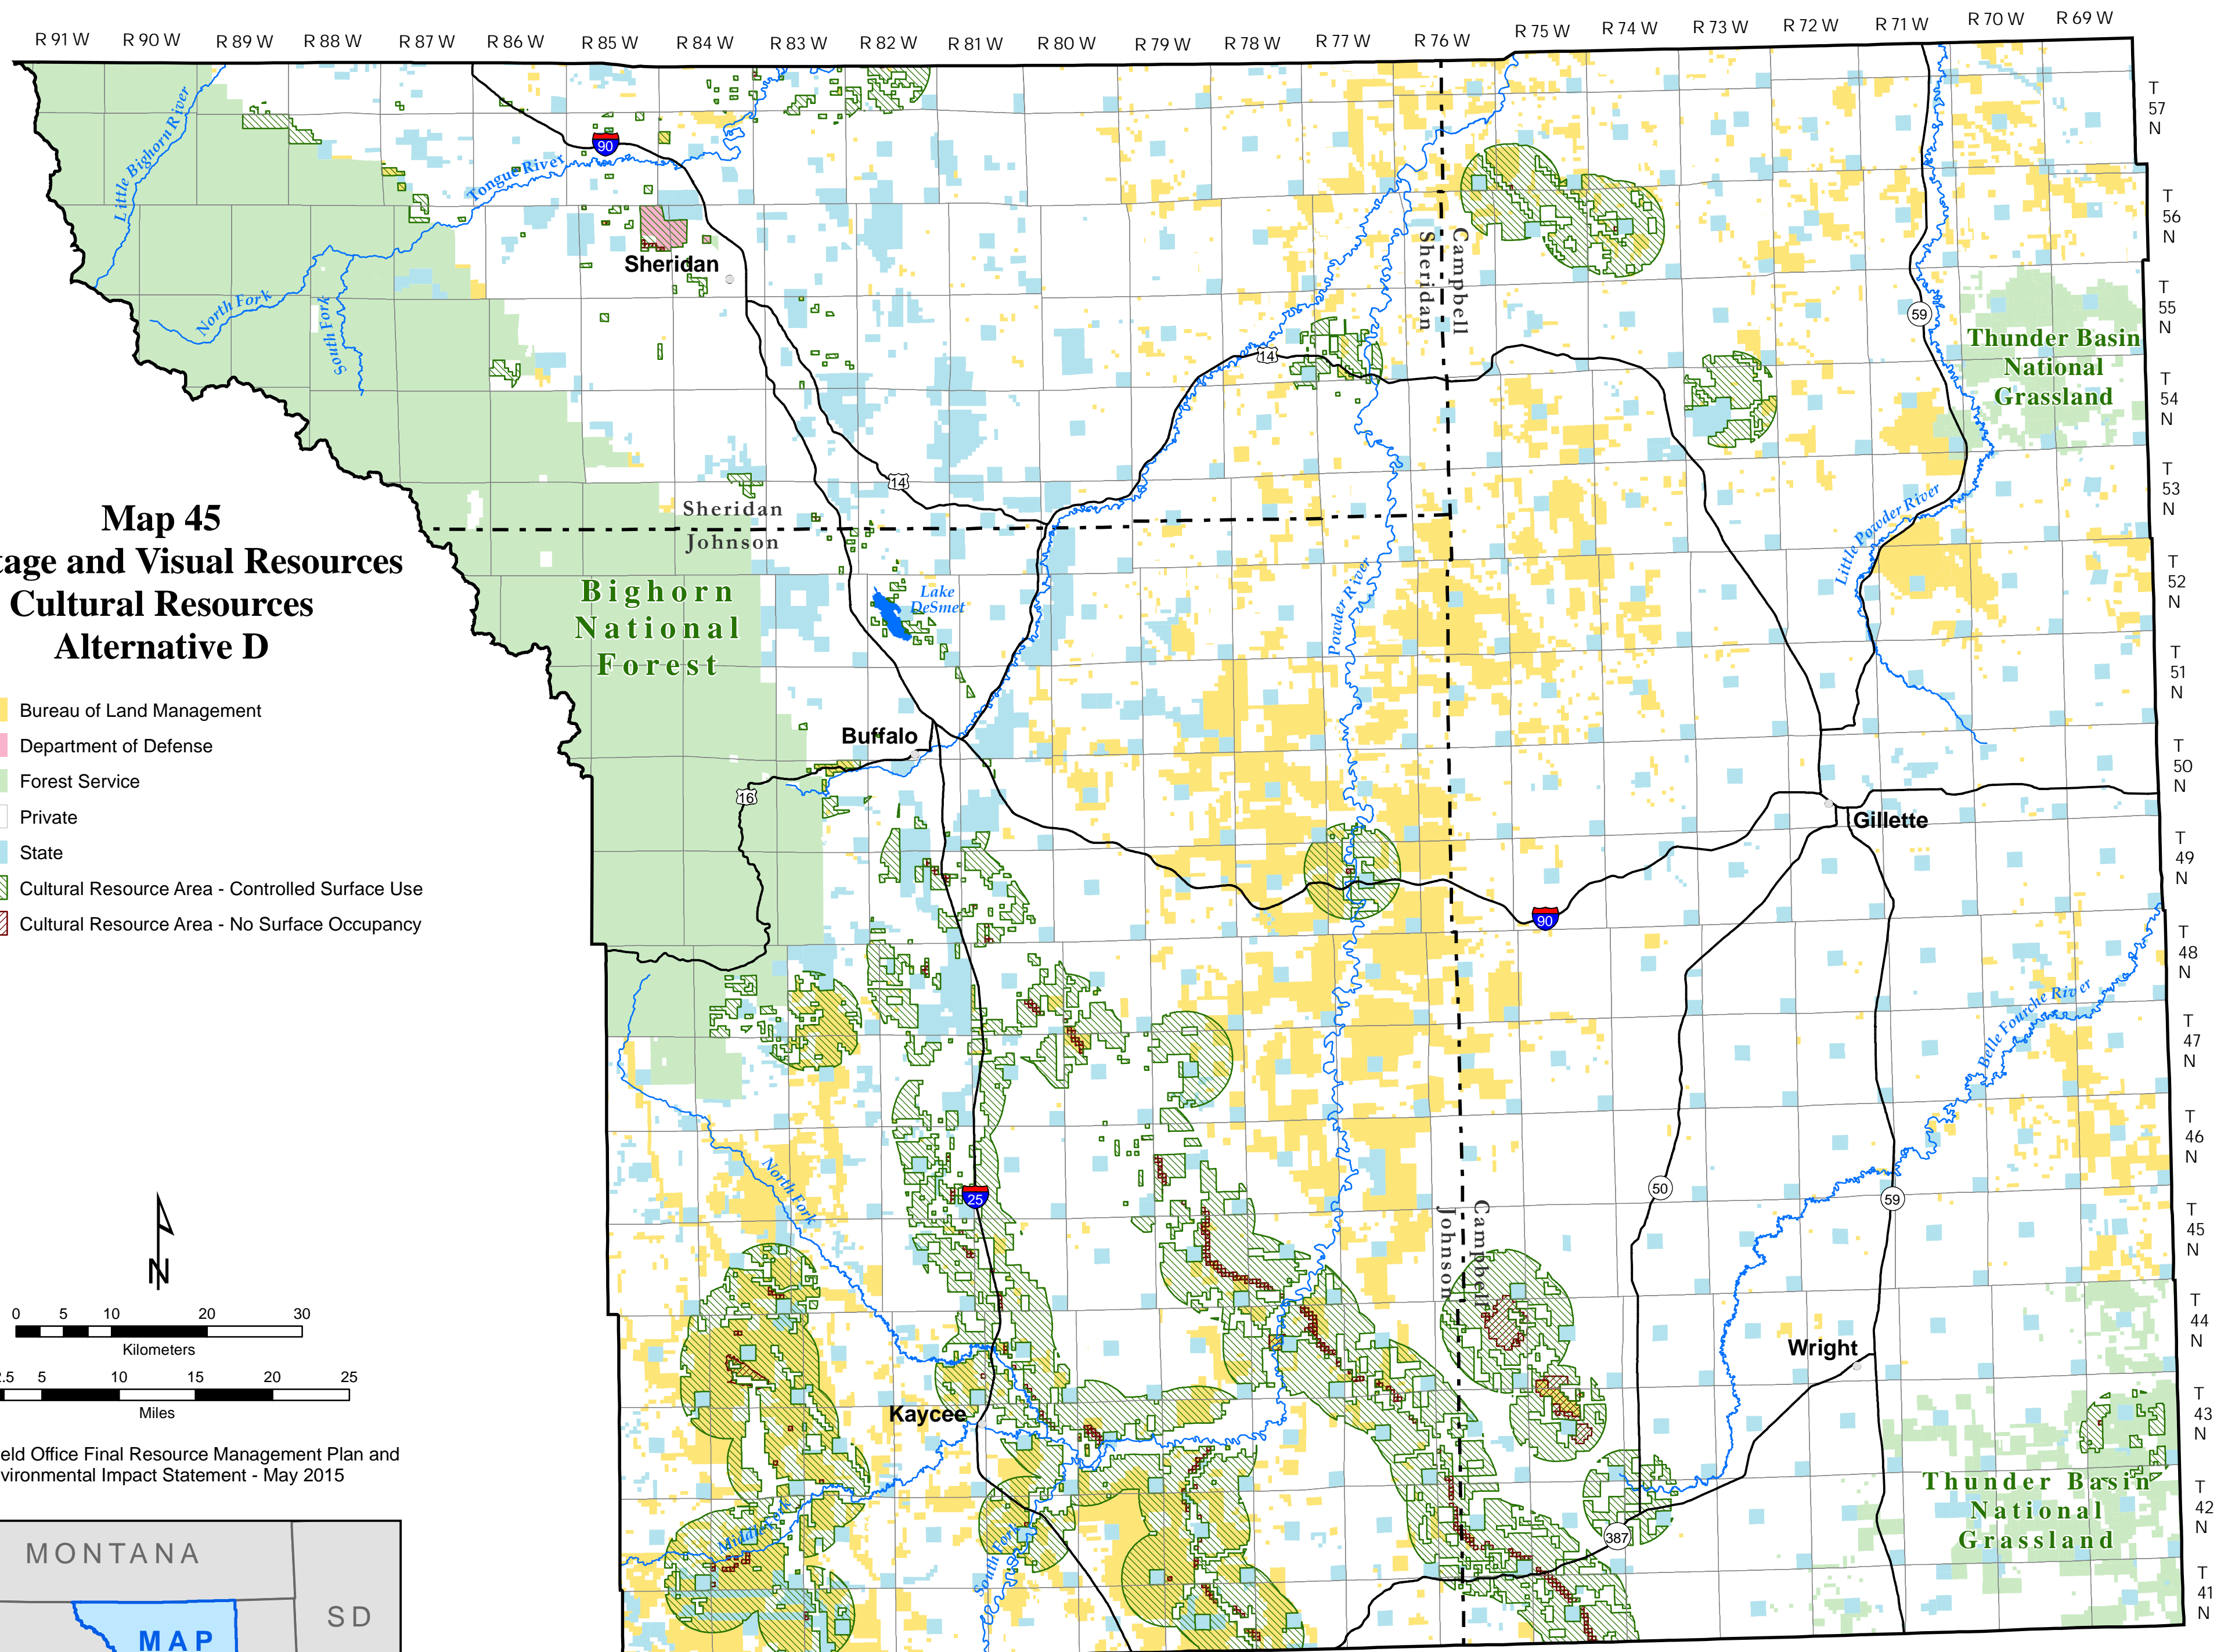 R 91 W R 90 W R 89 W R 88 W R 87 W R 86 W R 85 W R 84 W R 83 W R 82 W R 81 W R 80 W R 79 W R 78 W R 77 W R 76 W R 75 W R 74 W R 73 W R 72 W R 71 W R 70 W R 69 W
T
57
N
T
56
N
T
55
N
T
54
N
T
53
N
T
52
N
T
51
N
T
50
N
T
49
N
T
48
N
T
47
N
T
46
N
T
45
N
T
44
N
T
43
N
T
42
N
T
41
N
Little Bighorn River
Tongue River
90
North Fork
South Fork
Sheridan
Sheridan
Campbell
14
59
Thunder Basin
National
Grassland
14
Sheridan
Johnson
Little Powder River
Powder River
Lake
DeSmet
Bighorn
National
Forest
Buffalo
16
Gillette
90
Belle Fourche River
North Fork
25
50
59
Johnson
Campbell
Wright
Kaycee
Middle Fork
South Fork
387
Thunder Basin
National
Grassland
Map 45
tage and Visual Resources
Cultural Resources
Alternative D
Bureau of Land Management
Department of Defense
Forest Service
Private
State
Cultural Resource Area - Controlled Surface Use
Cultural Resource Area - No Surface Occupancy
N
0 5 10 20 30
Kilometers
2.5 5 10 15 20 25
Miles
eld Office Final Resource Management Plan and
vironmental Impact Statement - May 2015
MONTANA
SD
MAP